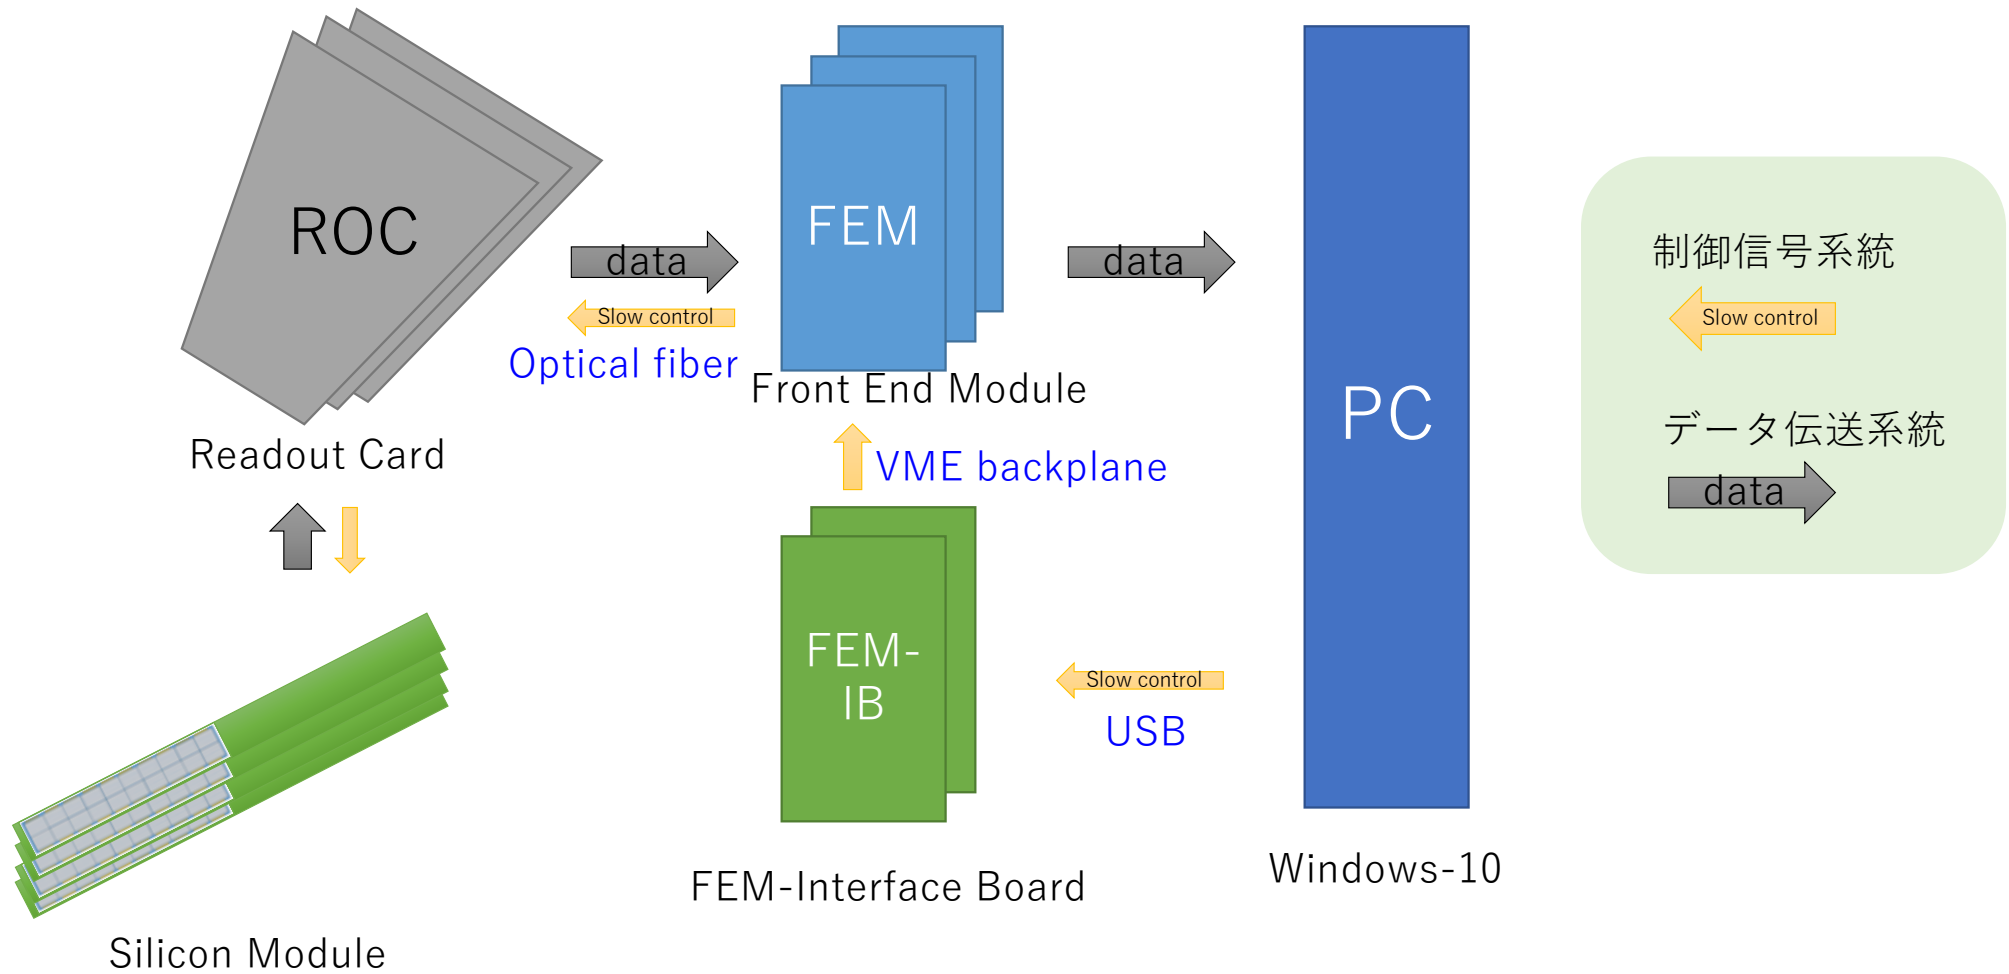 ROC
Readout Card
data
Slow control
Optical fiber
FEM
Front End Module
data
VME backplane
FEM-
IB
FEM-Interface Board
Slow control
USB
PC
Windows-10
Silicon Module
制御信号系統
Slow control
データ伝送系統
data